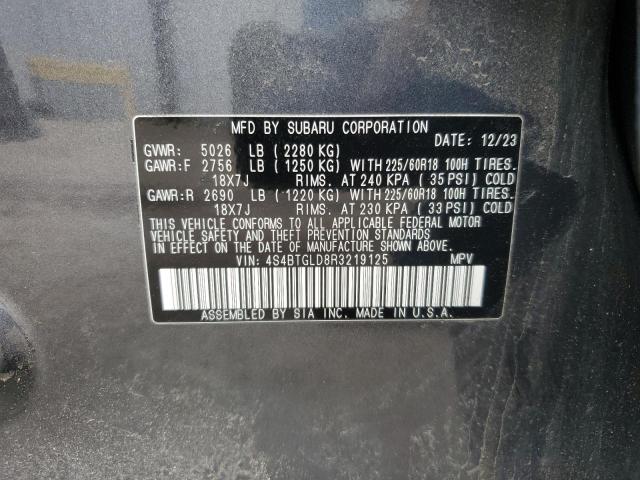 MFD BY SUBARU CORPORATION
DATE: 12/23
GVWR: 5026 LB ( 2280 KG)
GAWR:F 2756 LB ( 1250 KG) WITH 225/60R18 100H TIRES.
18X7J RIMS. AT 240 KPA ( 35 PSI) COLD
GAWR:R 2690 LB ( 1220 KG) WITH 225/60R18 100H TIRES.
18X7J RIMS. AT 230 KPA ( 33 PSI) COLD
THIS VEHICLE CONFORMS TO ALL APPLICABLE FEDERAL MOTOR
VEHICLE SAFETY AND THEFT PREVENTION STANDARDS
IN EFFECT ON THE DATE OF MANUFACTURE SHOWN ABOVE.
VIN: 4S4BTGLD8R3219125 MPV
ASSEMBLED BY SIA INC. MADE IN U.S.A.